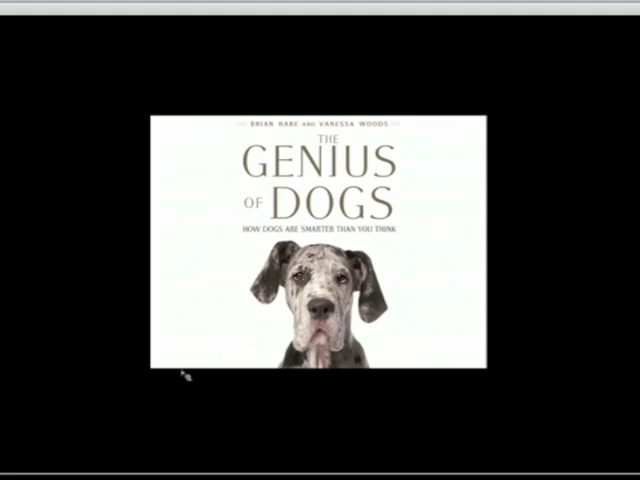 BRIAN HARE AND VANESSA WOODS
THE
GENIUS
OF DOGS
HOW DOGS ARE SMARTER THAN YOU THINK